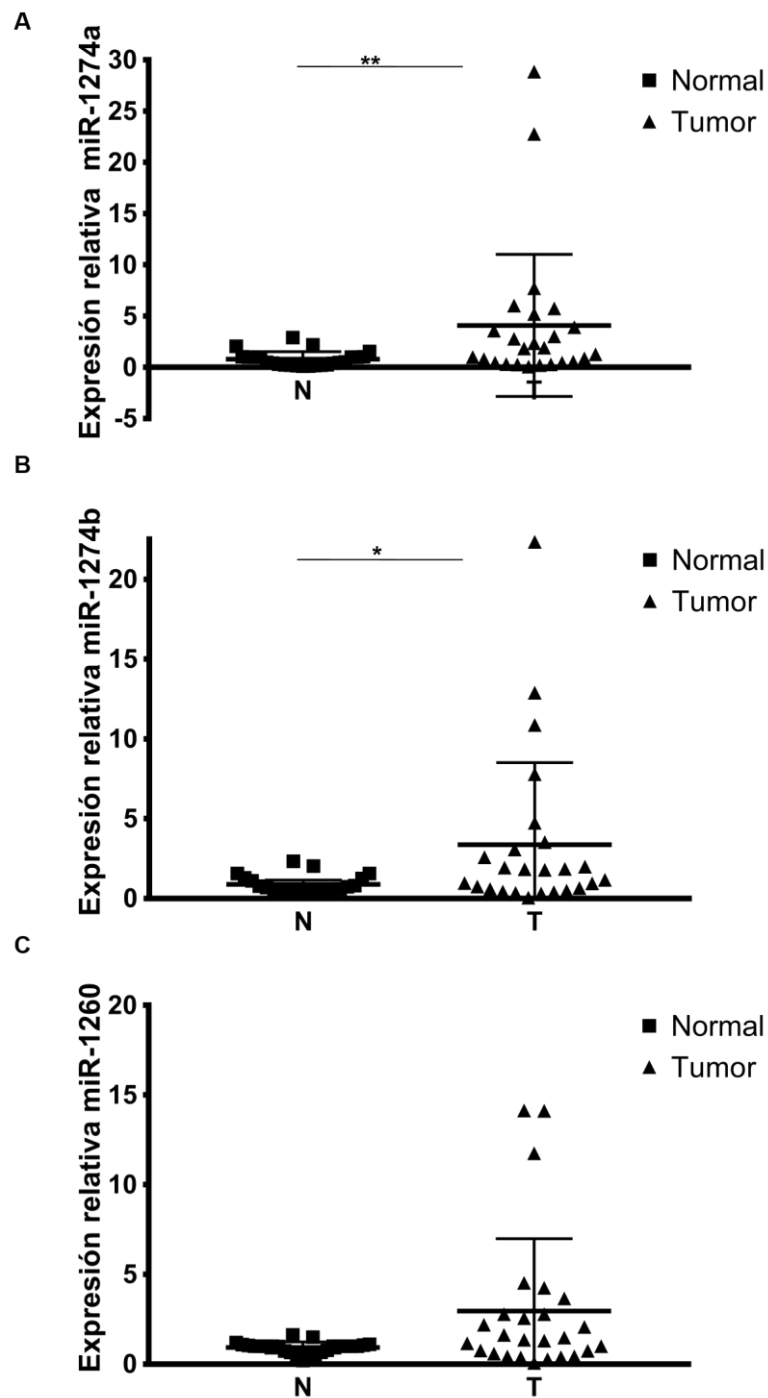 A
Expresión relativa miR-1274a
30
25
20
15
10
5
0
-5
**
N
T
Normal
Tumor
B
Expresión relativa miR-1274b
20
15
10
5
0
*
N
T
Normal
Tumor
C
Expresión relativa miR-1260
20
15
10
5
0
N
T
Normal
Tumor